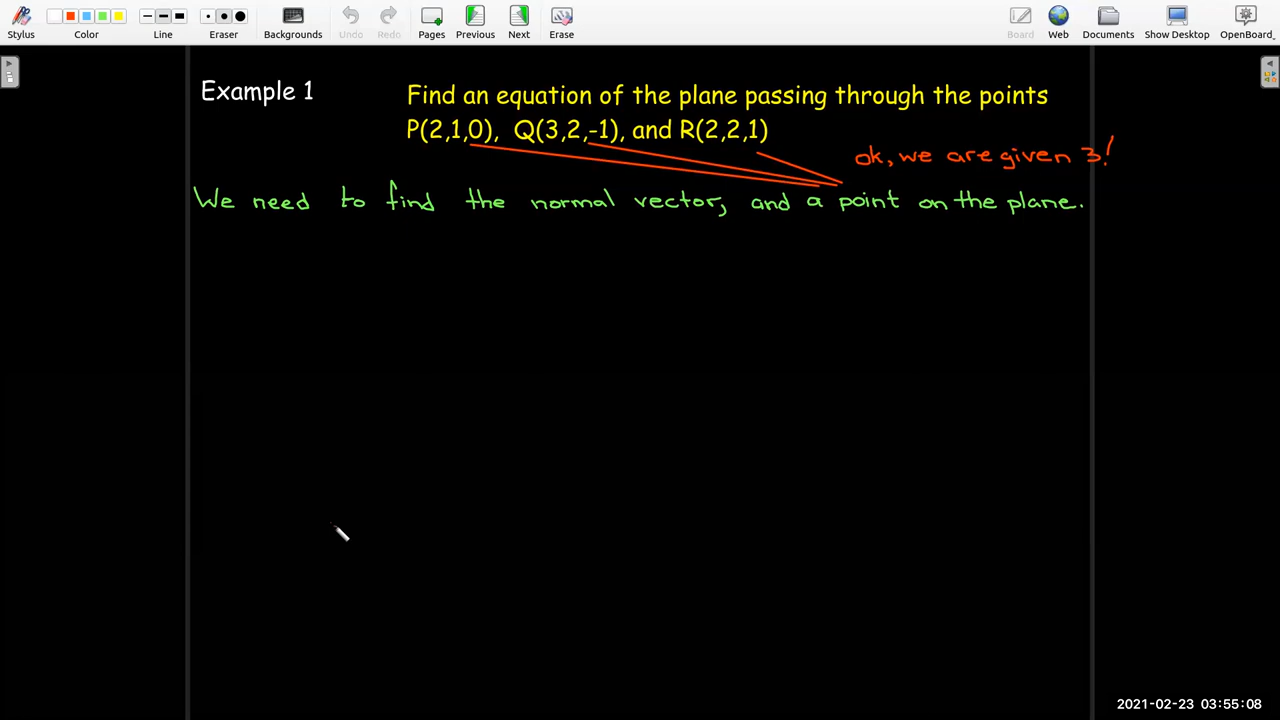 Stylus Color Line Eraser Backgrounds Undo Redo Pages Previous Next Erase Board Web Documents Show Desktop OpenBoard
Example 1
Find an equation of the plane passing through the points
P(2,1,0), Q(3,2,-1), and R(2,2,1)
ok, we are given 3!
We need to find the normal vector, and a point on the plane.
2021-02-23 03:55:08